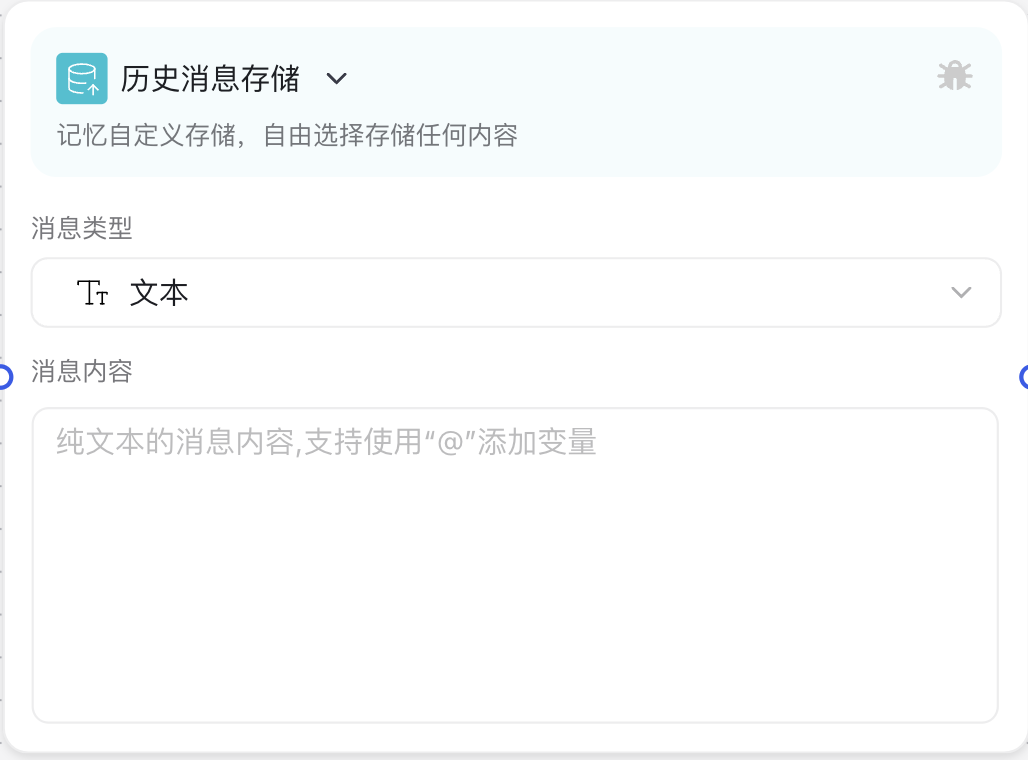 历史消息存储
记忆自定义存储，自由选择存储任何内容
消息类型
文本
消息内容
纯文本的消息内容,支持使用“@”添加变量